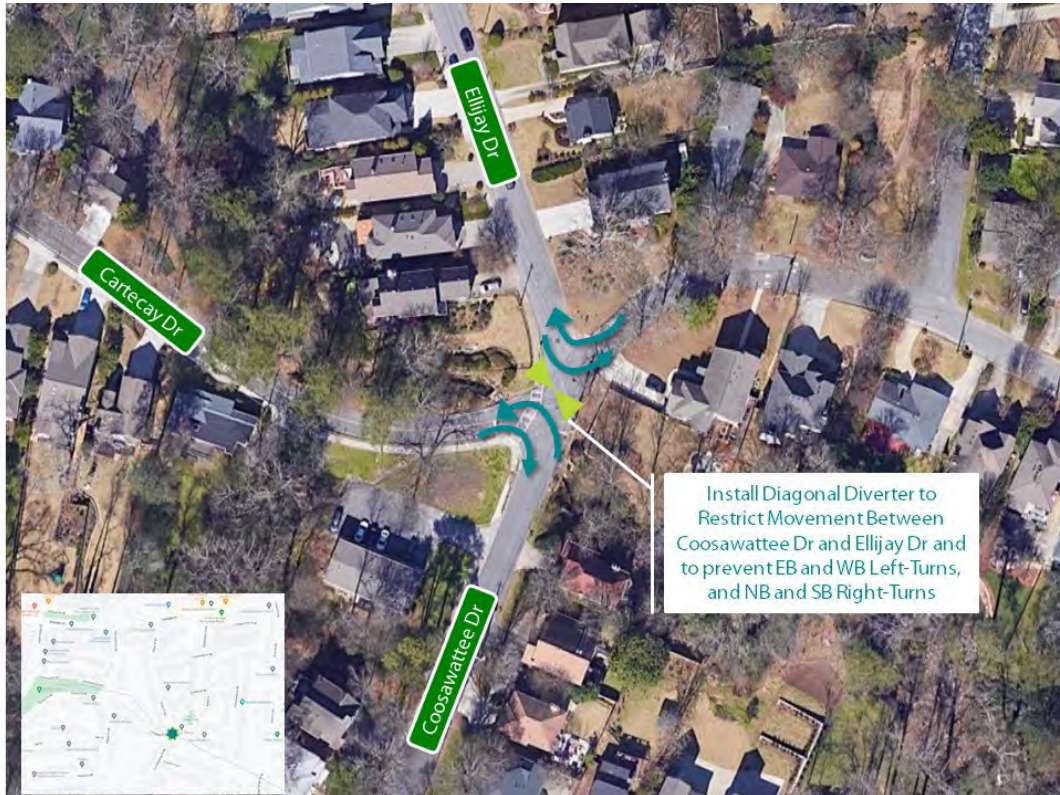 Ellijay Dr
Cartecay Dr
Install Diagonal Diverter to
Restrict Movement Between
Coosawattee Dr and Ellijay Dr and
to prevent EB and WB Left-Turns,
and NB and SB Right-Turns
Coosawattee Dr